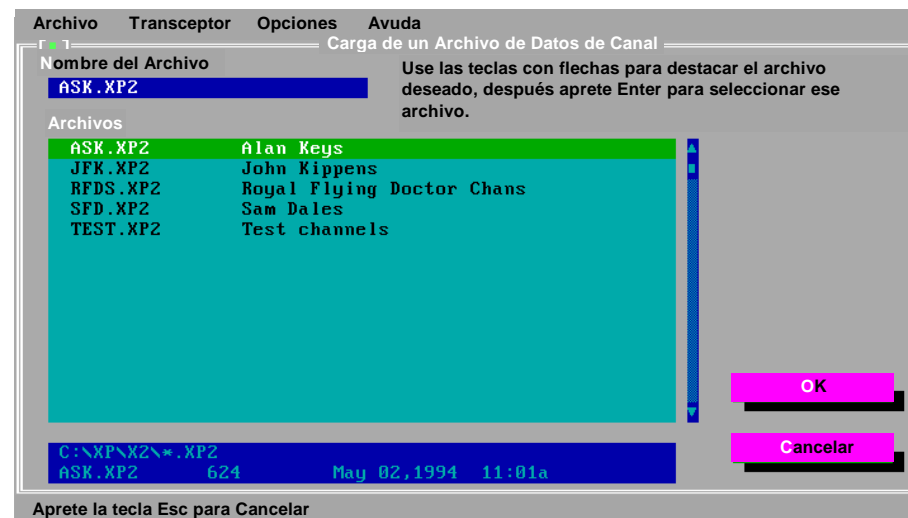 Archivo Transceptor Opciones Avuda
Carga de un Archivo de Datos de Canal
Nombre del Archivo
ASK.XP2
Use las teclas con flechas para destacar el archivo
deseado, después aprete Enter para seleccionar ese
archivo.
Archivos
ASK.XP2 Alan Keys
JFK.XP2 John Kippens
RFDS.XP2 Royal Flying Doctor Chans
SFD.XP2 Sam Dales
TEST.XP2 Test channels
OK
C:\XP\X2\*.XP2
ASK.XP2 624 May 02,1994 11:01a
Cancelar
Aprete la tecla Esc para Cancelar